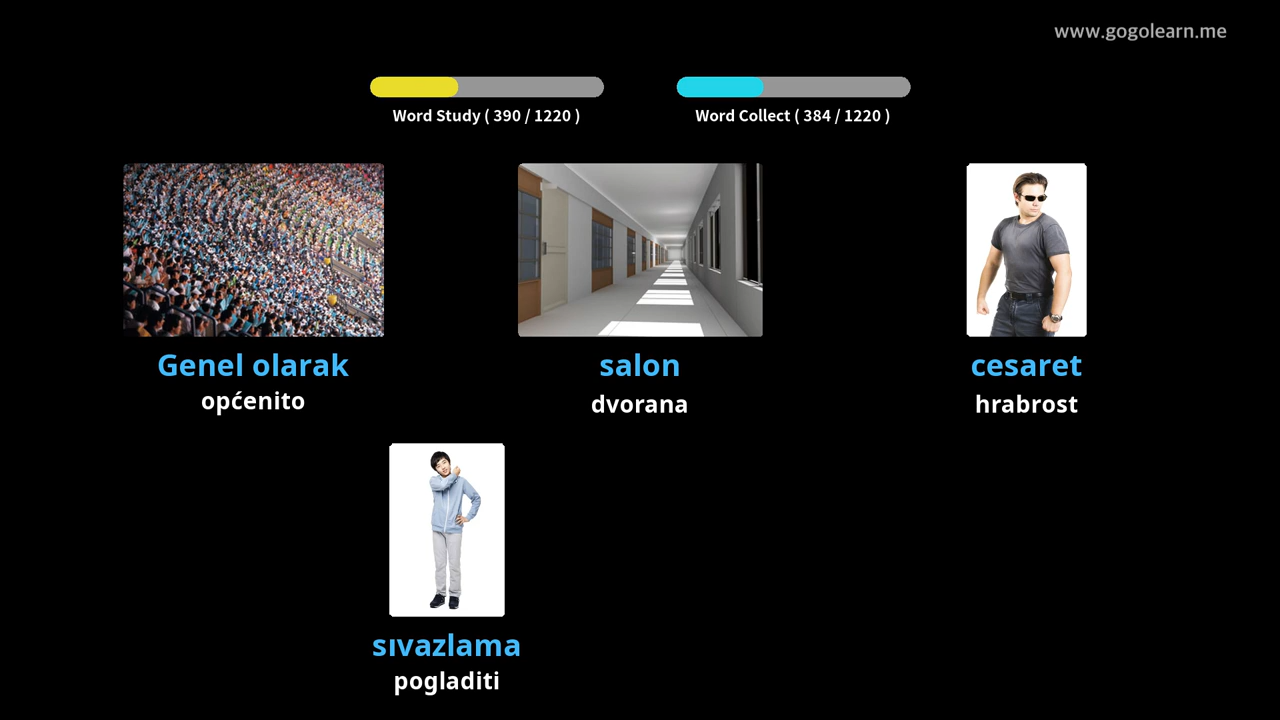 www.gogolearn.me
Word Study ( 390 / 1220 )
Word Collect ( 384 / 1220 )
Genel olarak
općenito
salon
dvorana
cesaret
hrabrost
sıvazlama
pogladiti